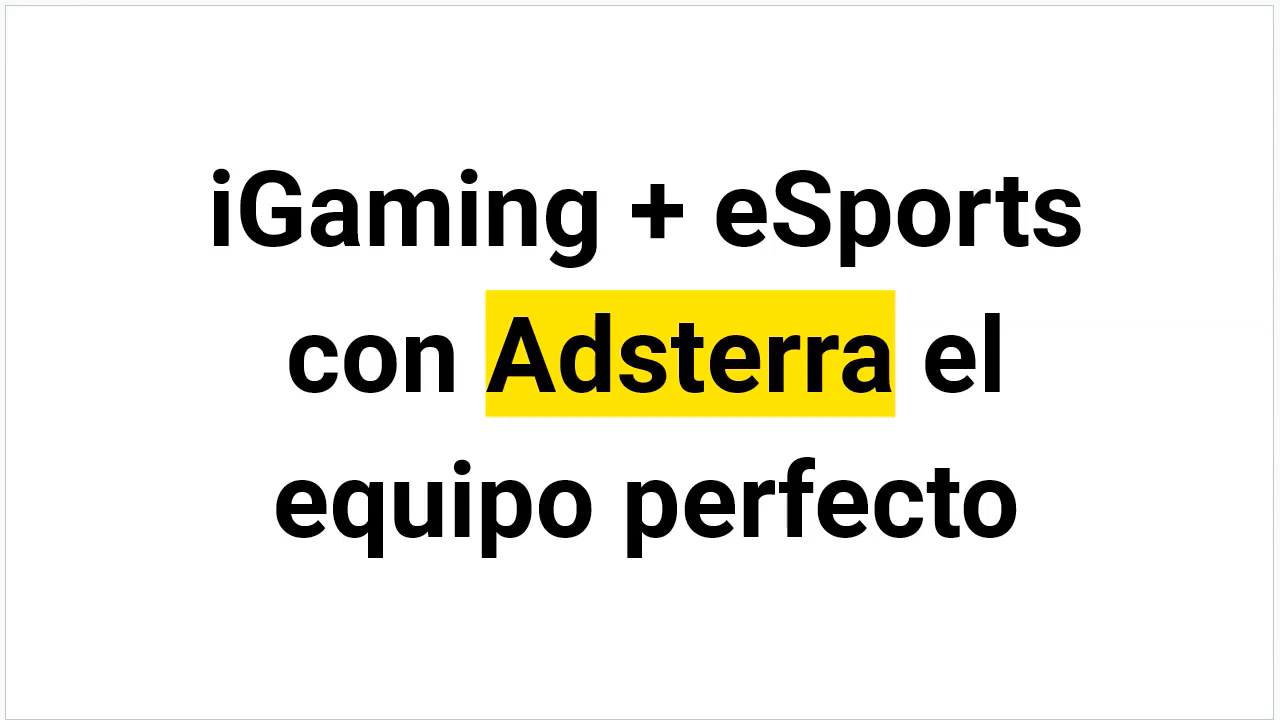 iGaming + eSports
con Adsterra el
equipo perfecto